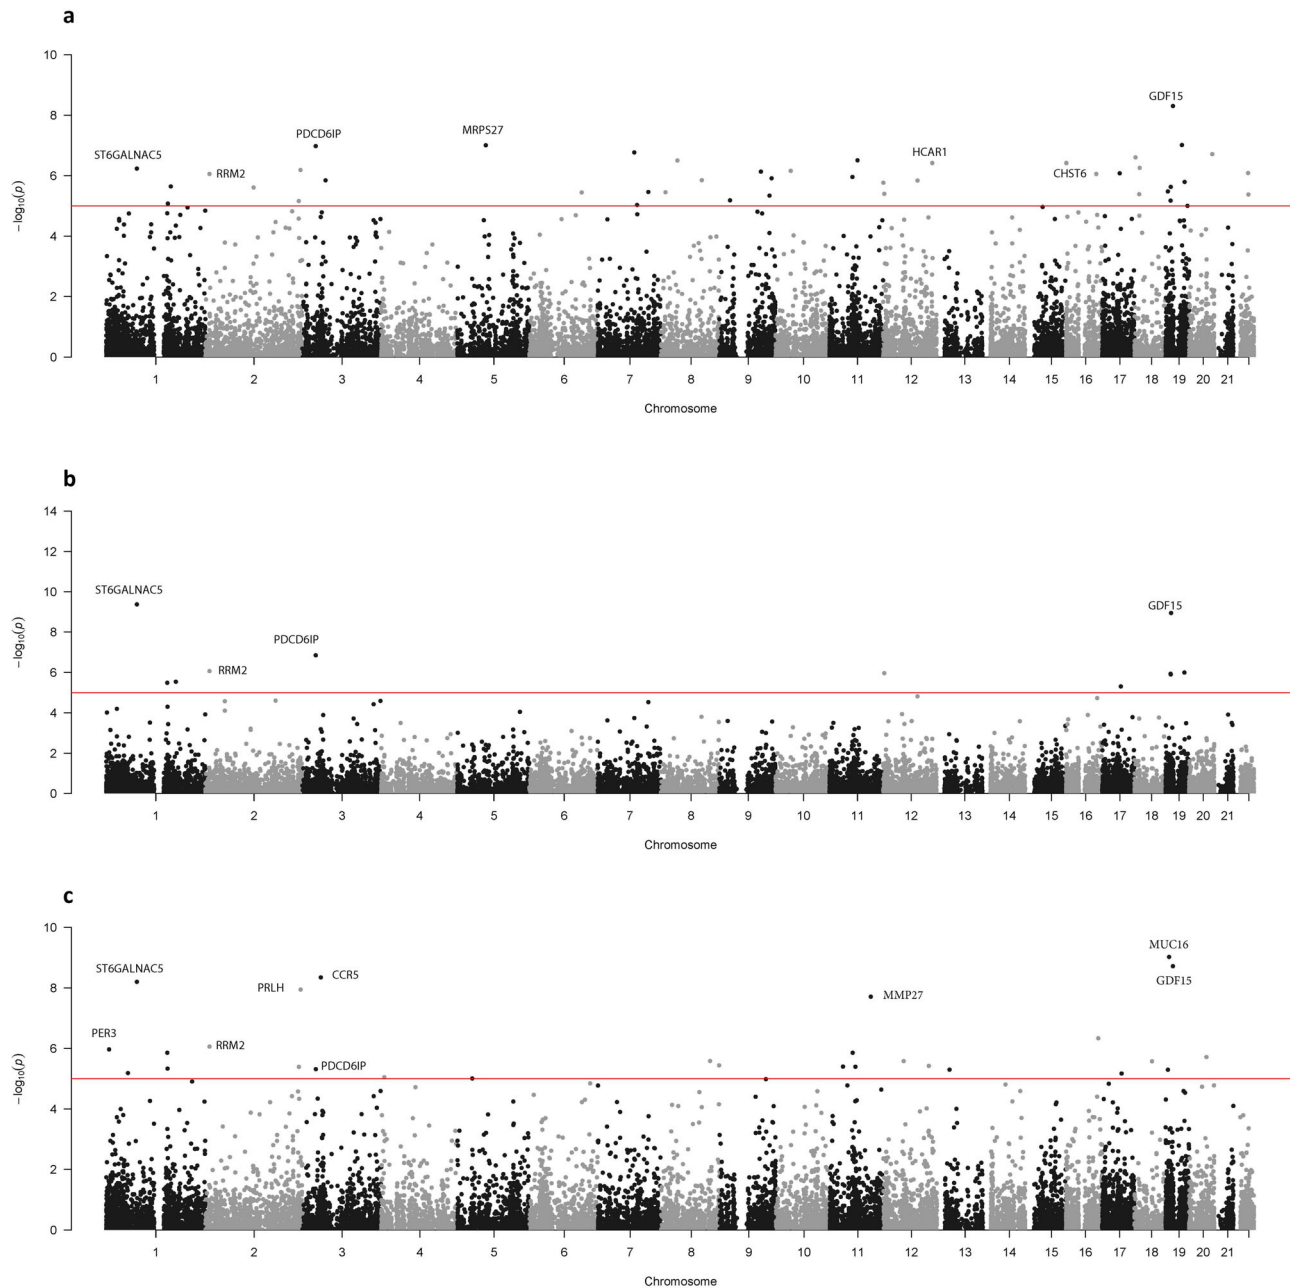 a
10
8
6
4
2
0
−log10(p)
ST6GALNAC5
RRM2
PDCD6IP
MRPS27
HCAR1
CHST6
GDF15
1 2 3 4 5 6 7 8 9 10 11 12 13 14 15 16 17 18 19 20 21
Chromosome
b
14
12
10
8
6
4
2
0
−log10(p)
ST6GALNAC5
RRM2
PDCD6IP
GDF15
1 2 3 4 5 6 7 8 9 10 11 12 13 14 15 16 17 18 19 20 21
Chromosome
c
10
8
6
4
2
0
−log10(p)
ST6GALNAC5
PER3
PRLH
RRM2
CCR5
PDCD6IP
MMP27
MUC16
GDF15
1 2 3 4 5 6 7 8 9 10 11 12 13 14 15 16 17 18 19 20 21
Chromosome